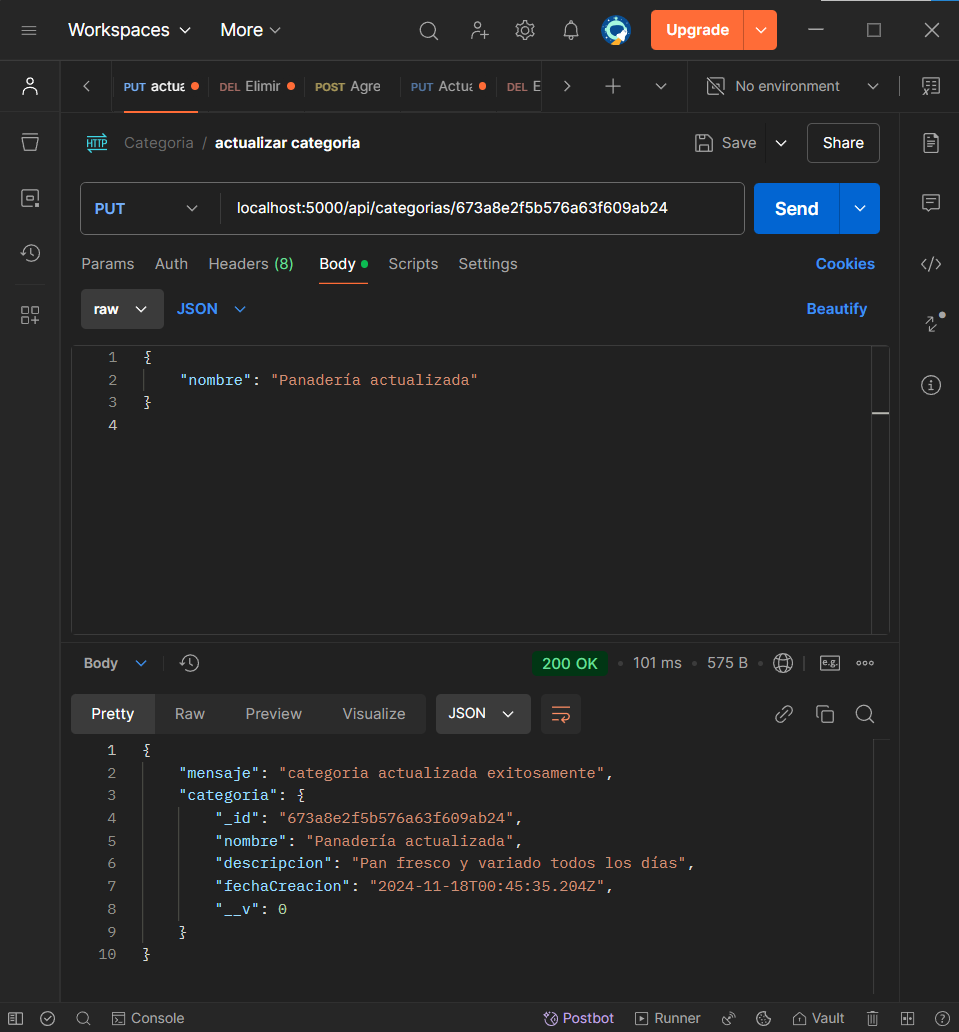 Workspaces More Upgrade
PUT actua DEL Elimir POST Agre PUT Actua DEL E No environment
HTTP Categoria / actualizar categoria Save Share
PUT localhost:5000/api/categorias/673a8e2f5b576a63f609ab24 Send
Params Auth Headers (8) Body Scripts Settings Cookies
raw JSON Beautify
1 {
2 "nombre": "Panadería actualizada"
3 }
4
Body 200 OK 101 ms 575 B e.g.
Pretty Raw Preview Visualize JSON
1 {
2 "mensaje": "categoria actualizada exitosamente",
3 "categoria": {
4 "_id": "673a8e2f5b576a63f609ab24",
5 "nombre": "Panadería actualizada",
6 "descripcion": "Pan fresco y variado todos los días",
7 "fechaCreacion": "2024-11-18T00:45:35.204Z",
8 "__v": 0
9 }
10 }
Console Postbot Runner Vault